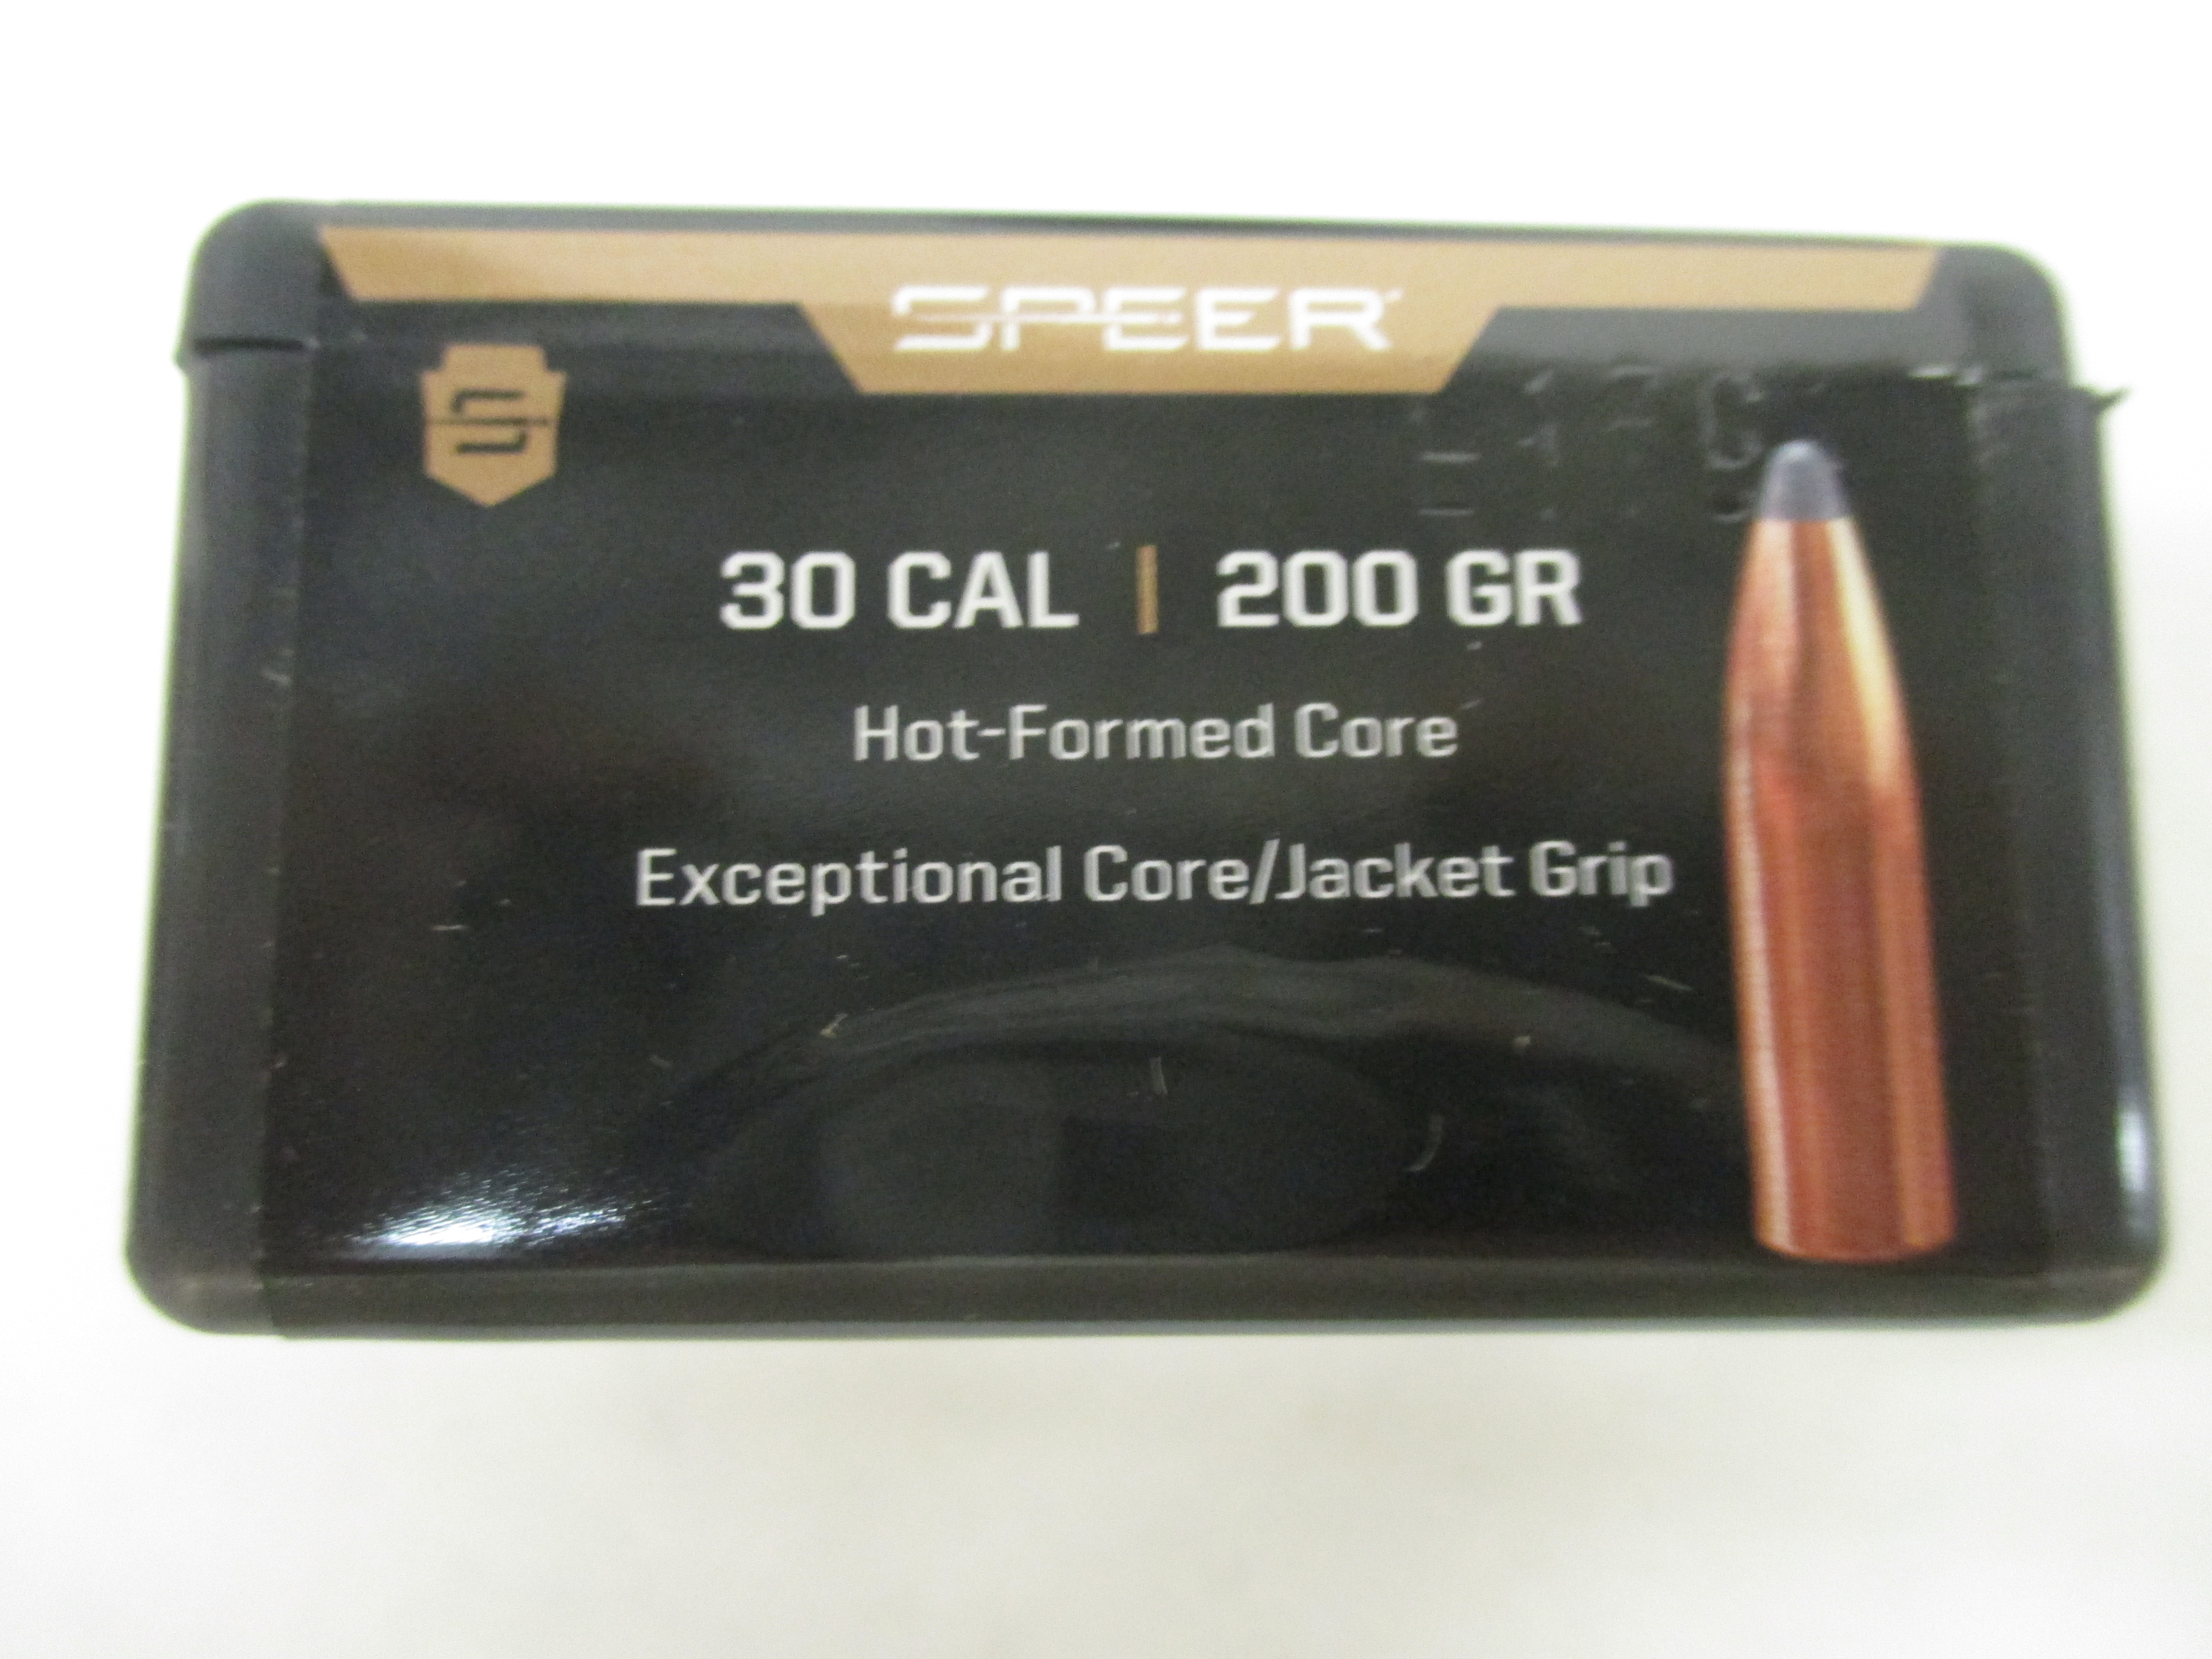 SPEER
30 CAL | 200 GR
Hot-Formed Core
Exceptional Core/Jacket Grip